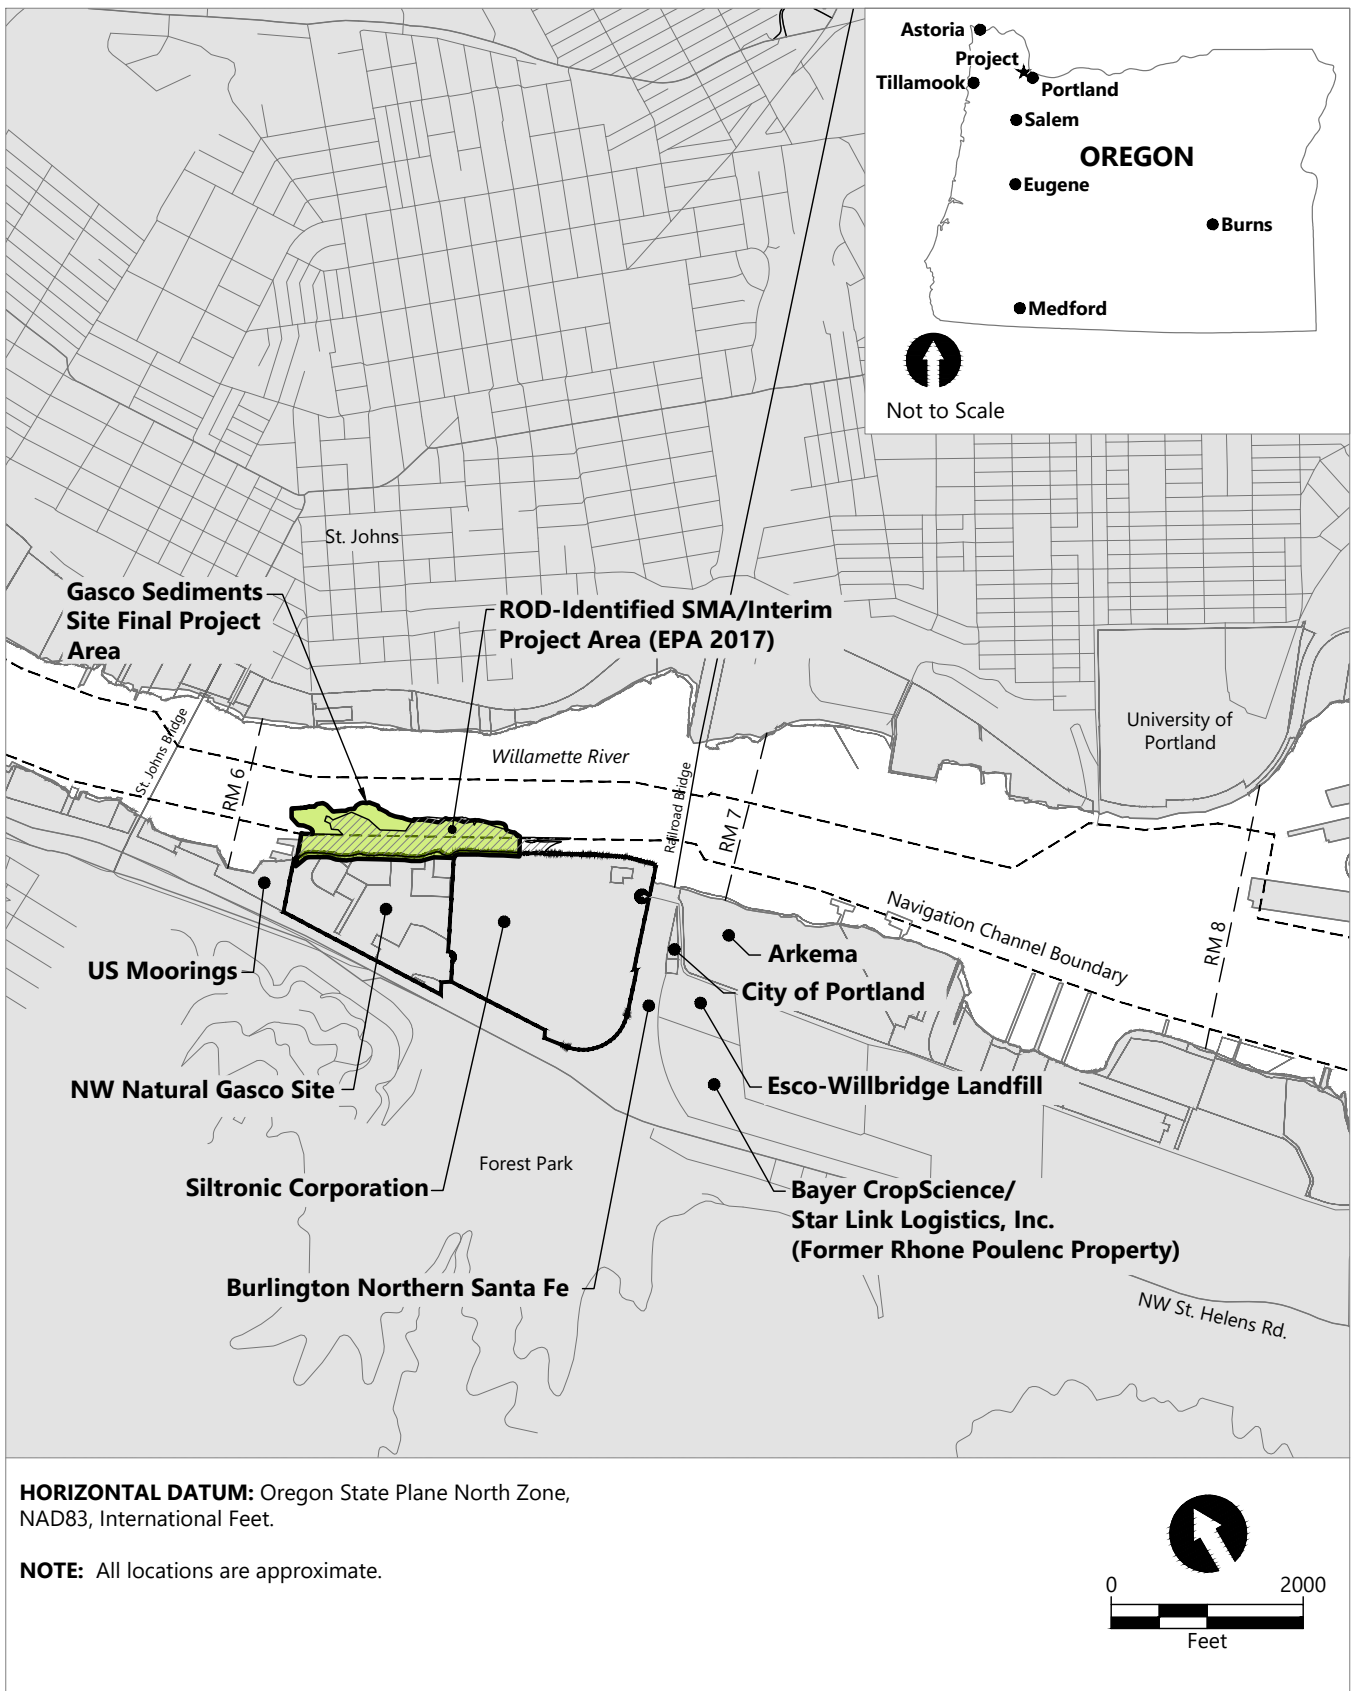 Astoria
Project
Tillamook
Portland
Salem
OREGON
Eugene
Burns
Medford
Not to Scale
St. Johns
Gasco Sediments
Site Final Project
Area
ROD-Identified SMA/Interim
Project Area (EPA 2017)
University of
Portland
St. Johns Bridge
RM 6
Willamette River
Railroad Bridge
RM 7
Navigation Channel Boundary
RM 8
US Moorings
Arkema
City of Portland
NW Natural Gasco Site
Esco-Willbridge Landfill
Forest Park
Siltronic Corporation
Bayer CropScience/
Star Link Logistics, Inc.
(Former Rhone Poulenc Property)
Burlington Northern Santa Fe
NW St. Helens Rd.
HORIZONTAL DATUM: Oregon State Plane North Zone,
NAD83, International Feet.
NOTE: All locations are approximate.
0 2000
Feet